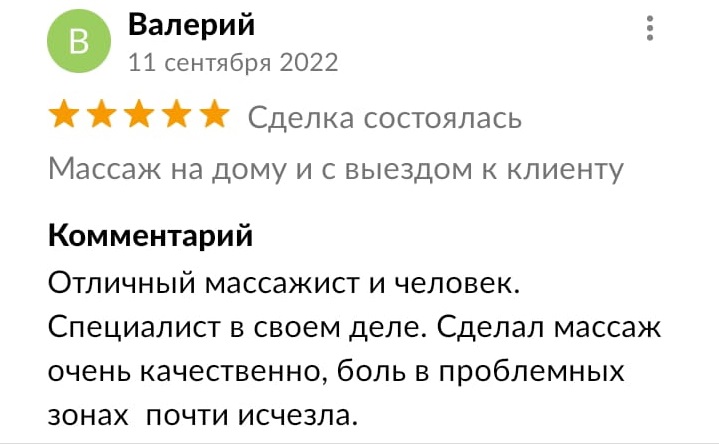 В
Валерий
11 сентября 2022
Сделка состоялась
Массаж на дому и с выездом к клиенту
Комментарий
Отличный массажист и человек.
Специалист в своем деле. Сделал массаж
очень качественно, боль в проблемных
зонах  почти исчезла.